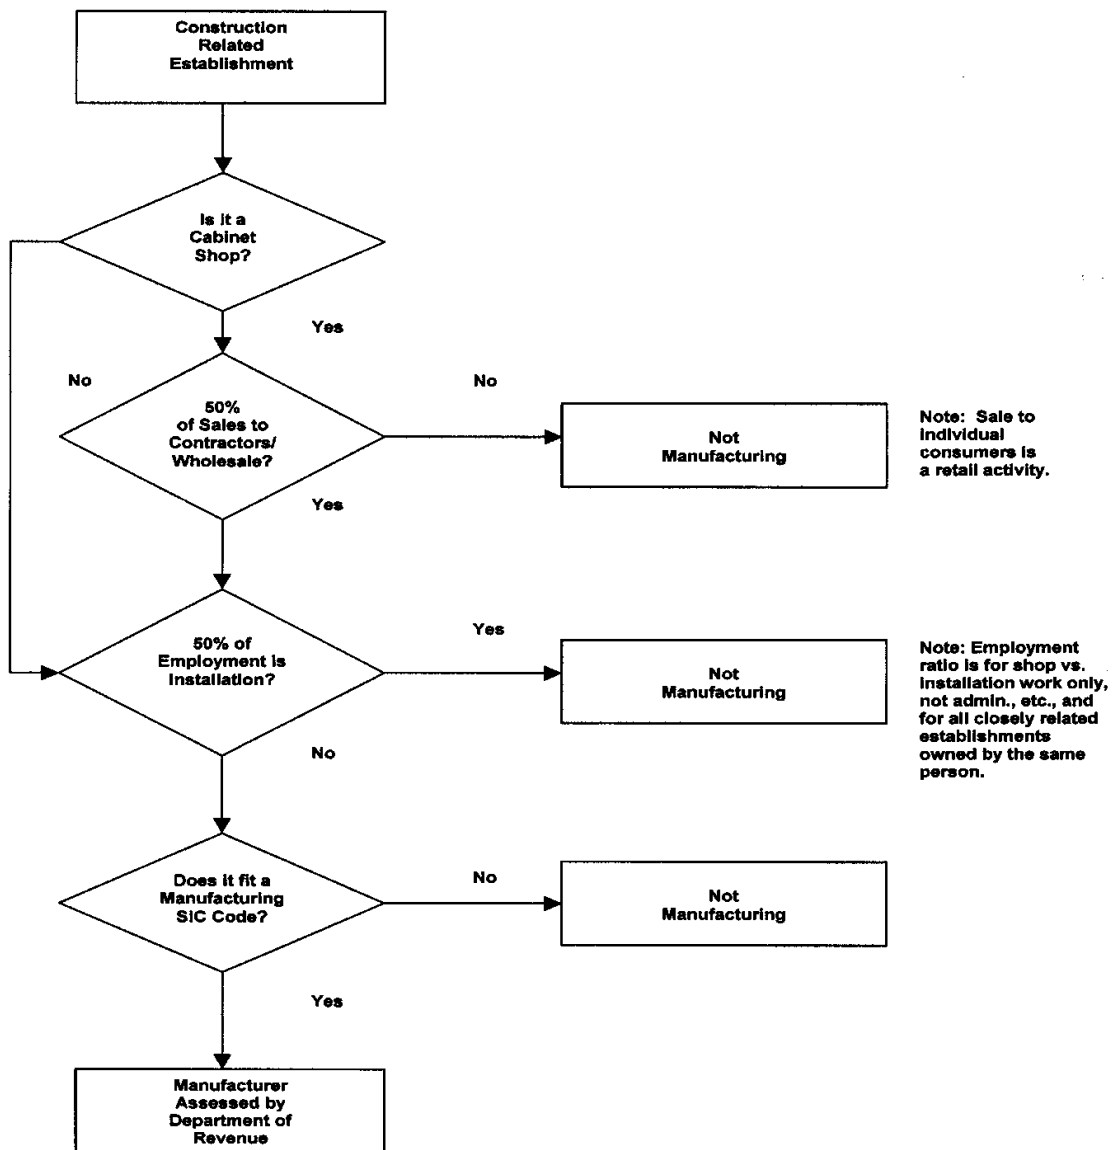 Construction
Related
Establishment
Is it a
Cabinet
Shop?
Yes
No
No
50%
of Sales to
Contractors/
Wholesale?
Not
Manufacturing
Note: Sale to
individual
consumers is
a retail activity.
Yes
50% of
Employment is
Installation?
Yes
Not
Manufacturing
Note: Employment
ratio is for shop vs.
installation work only,
not admin., etc., and
for all closely related
establishments
owned by the same
person.
No
Does it fit a
Manufacturing
SIC Code?
No
Not
Manufacturing
Yes
Manufacturer
Assessed by
Department of
Revenue